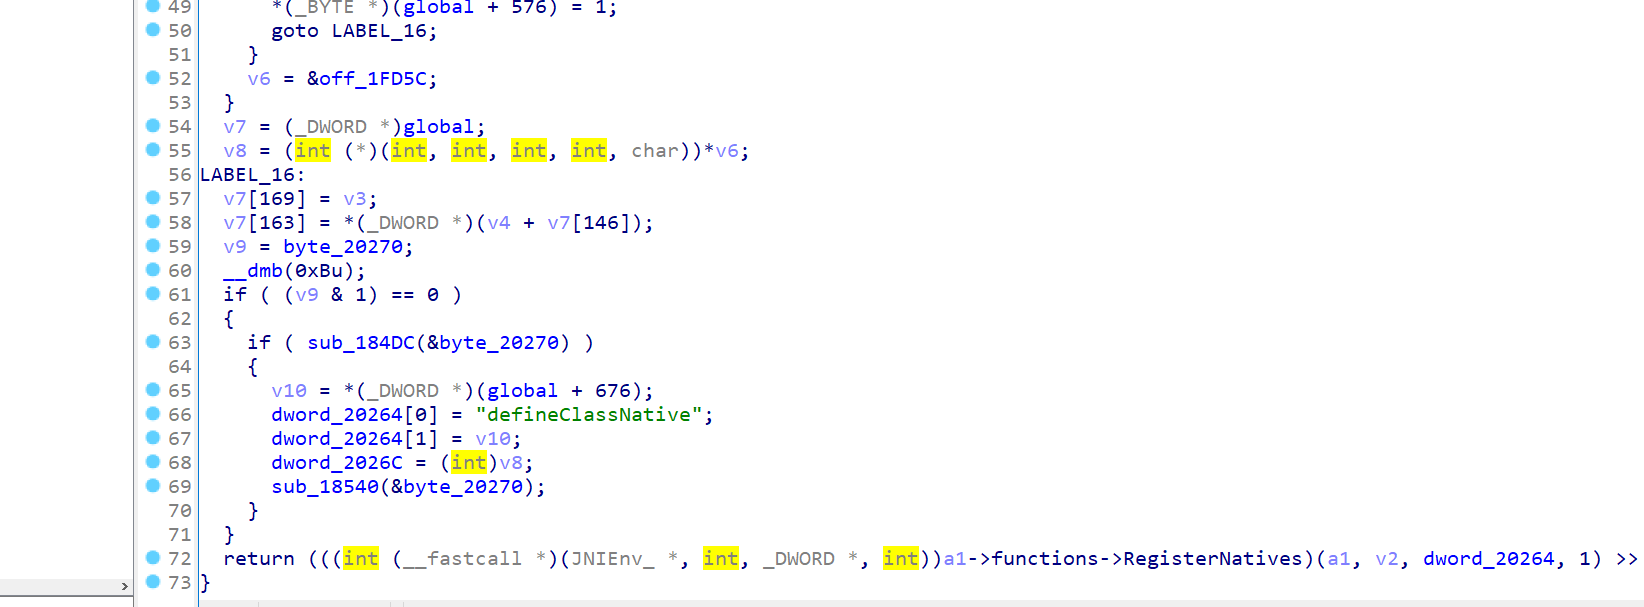 49 *(_BYTE *)(global + 576) = 1;
50 goto LABEL_16;
51 }
52 v6 = &off_1FD5C;
53 }
54 v7 = (_DWORD *)global;
55 v8 = (int (*)(int, int, int, int, char))*v6;
56 LABEL_16:
57 v7[169] = v3;
58 v7[163] = *(_DWORD *)(v4 + v7[146]);
59 v9 = byte_20270;
60 __dmb(0xBu);
61 if ( (v9 & 1) == 0 )
62 {
63 if ( sub_184DC(&byte_20270) )
64 {
65 v10 = *(_DWORD *)(global + 676);
66 dword_20264[0] = "defineClassNative";
67 dword_20264[1] = v10;
68 dword_2026C = (int)v8;
69 sub_18540(&byte_20270);
70 }
71 }
72 return (((int (__fastcall *)(JNIEnv_ *, int, _DWORD *, int))a1->functions->RegisterNatives)(a1, v2, dword_20264, 1) >>
73 }